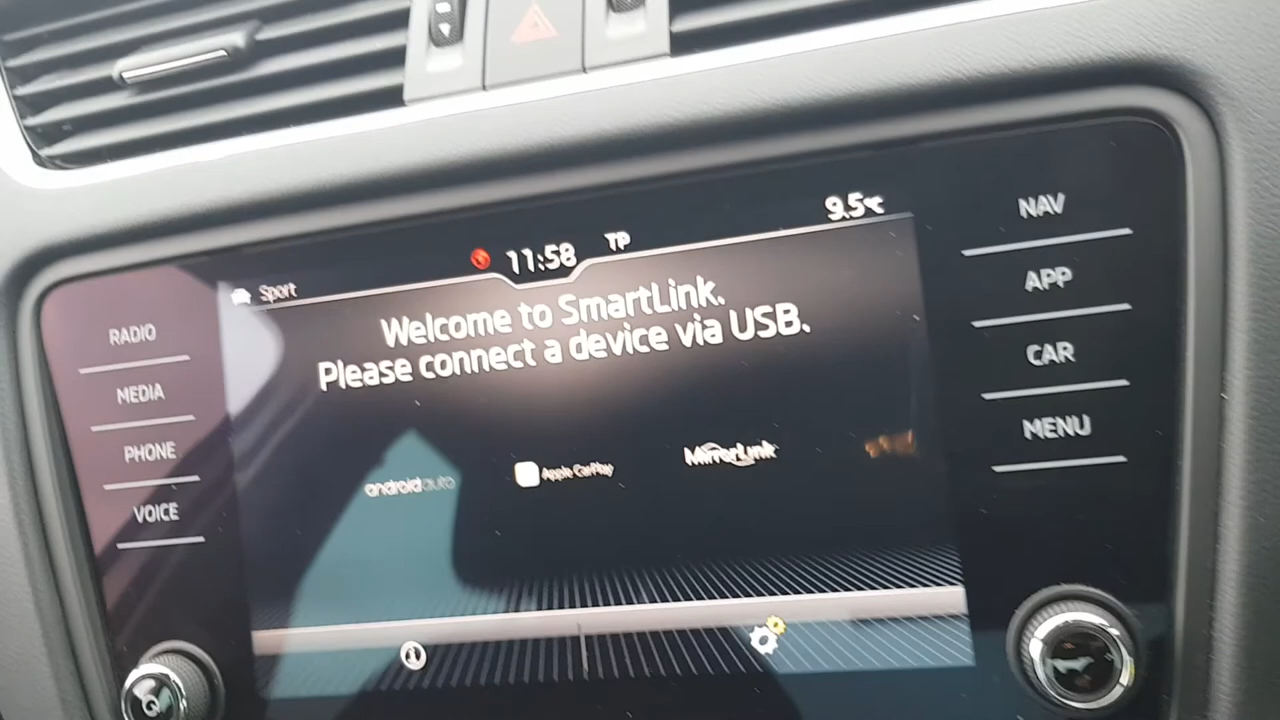 11:58
TP
9.5°C
Sport
Welcome to SmartLink.
Please connect a device via USB.
androidauto
Apple CarPlay
MirrorLink
RADIO
MEDIA
PHONE
VOICE
NAV
APP
CAR
MENU